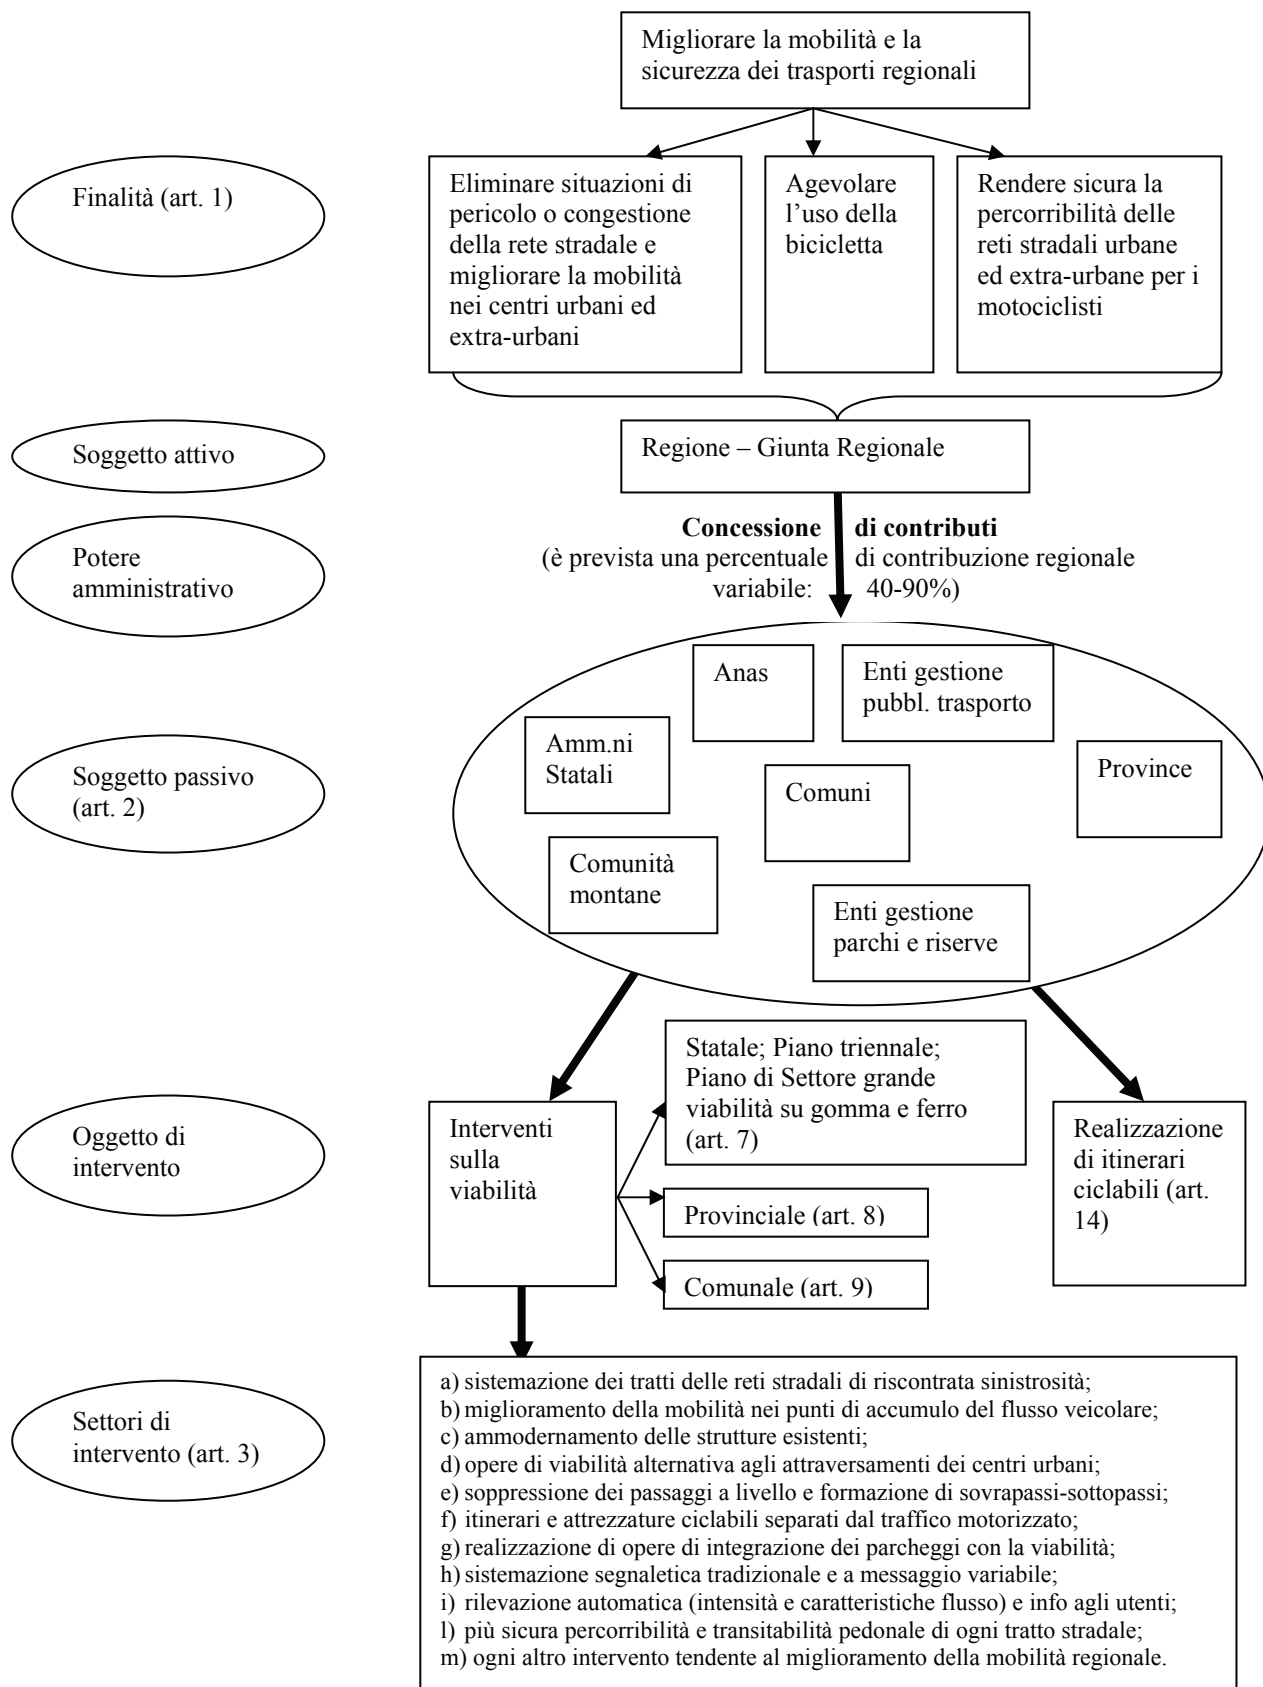 Migliorare la mobilità e la
sicurezza dei trasporti regionali
Finalità (art. 1)
Eliminare situazioni di
pericolo o congestione
della rete stradale e
migliorare la mobilità
nei centri urbani ed
extra-urbani
Agevolare
l’uso della
bicicletta
Rendere sicura la
percorribilità delle
reti stradali urbane
ed extra-urbane per i
motociclisti
Soggetto attivo
Regione – Giunta Regionale
Potere
amministrativo
Concessione di contributi
(è prevista una percentuale di contribuzione regionale
variabile: 40-90%)
Soggetto passivo
(art. 2)
Anas
Enti gestione
pubbl. trasporto
Amm.ni
Statali
Comuni
Province
Comunità
montane
Enti gestione
parchi e riserve
Oggetto di
intervento
Interventi
sulla
viabilità
Statale; Piano triennale;
Piano di Settore grande
viabilità su gomma e ferro
(art. 7)
Provinciale (art. 8)
Comunale (art. 9)
Realizzazione
di itinerari
ciclabili (art.
14)
Settori di
intervento (art. 3)
a) sistemazione dei tratti delle reti stradali di riscontrata sinistrosità;
b) miglioramento della mobilità nei punti di accumulo del flusso veicolare;
c) ammodernamento delle strutture esistenti;
d) opere di viabilità alternativa agli attraversamenti dei centri urbani;
e) soppressione dei passaggi a livello e formazione di sovrapassi-sottopassi;
f) itinerari e attrezzature ciclabili separati dal traffico motorizzato;
g) realizzazione di opere di integrazione dei parcheggi con la viabilità;
h) sistemazione segnaletica tradizionale e a messaggio variabile;
i) rilevazione automatica (intensità e caratteristiche flusso) e info agli utenti;
l) più sicura percorribilità e transitabilità pedonale di ogni tratto stradale;
m) ogni altro intervento tendente al miglioramento della mobilità regionale.